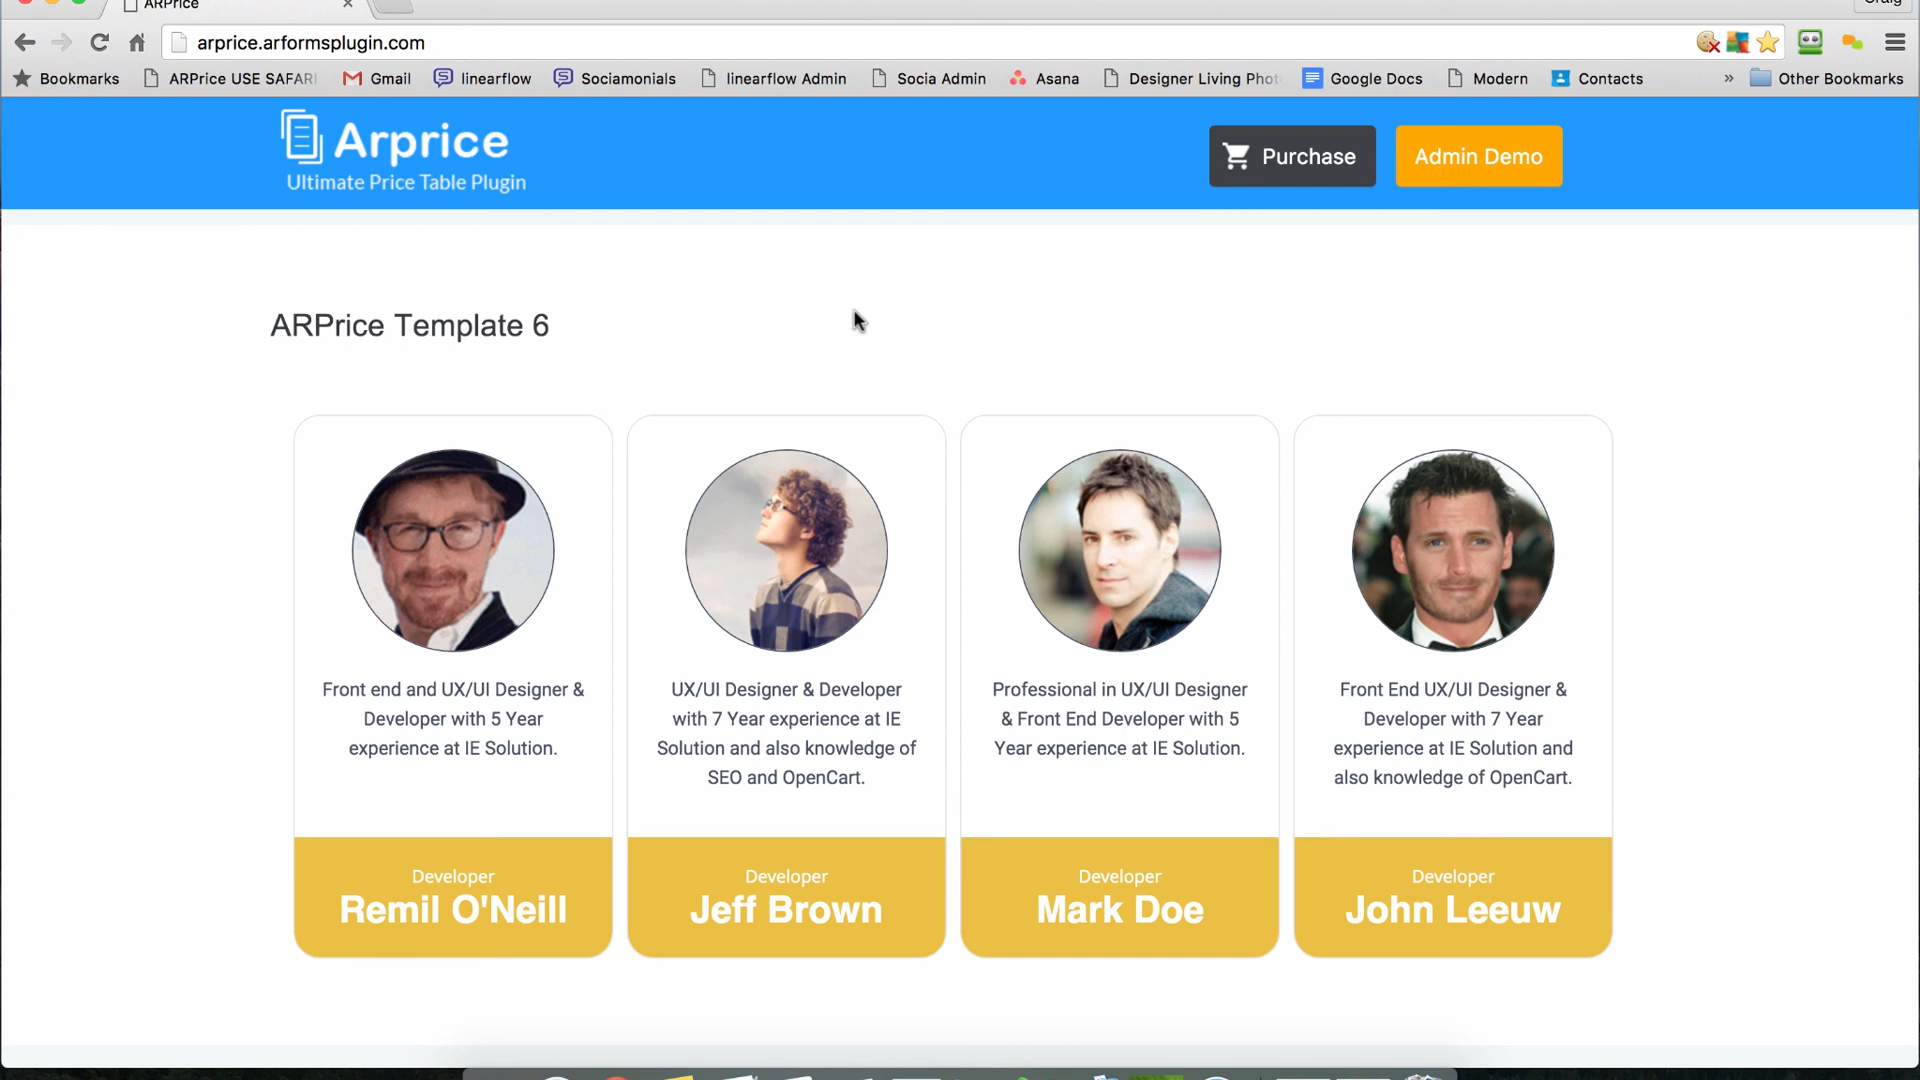 ARPrice
Craig
arprice.arformsplugin.com
Bookmarks
ARPrice USE SAFARI
Gmail
linearflow
Sociamonials
linearflow Admin
Socia Admin
Asana
Designer Living Phot
Google Docs
Modern
Contacts
»
Other Bookmarks
Arprice
Ultimate Price Table Plugin
Purchase
Admin Demo
ARPrice Template 6
Front end and UX/UI Designer &
Developer with 5 Year
experience at IE Solution.
Developer
Remil O'Neill
UX/UI Designer & Developer
with 7 Year experience at IE
Solution and also knowledge of
SEO and OpenCart.
Developer
Jeff Brown
Professional in UX/UI Designer
& Front End Developer with 5
Year experience at IE Solution.
Developer
Mark Doe
Front End UX/UI Designer &
Developer with 7 Year
experience at IE Solution and
also knowledge of OpenCart.
Developer
John Leeuw